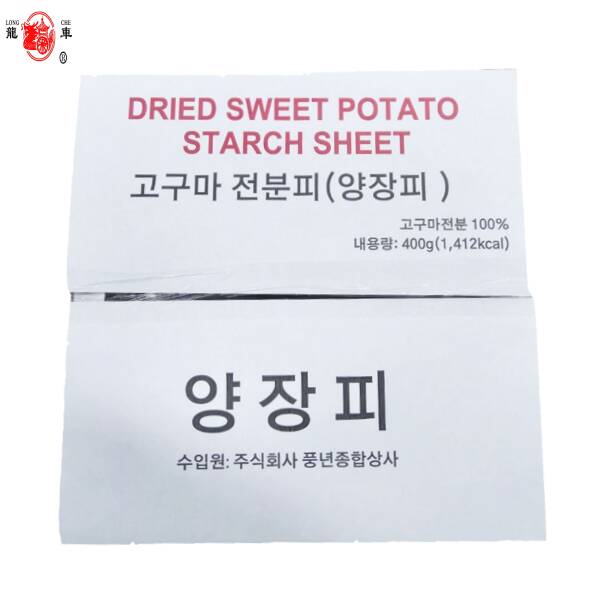 LONG CHE
龍 車
®
DRIED SWEET POTATO
STARCH SHEET
고구마 전분피(양장피 )
고구마전분 100%
내용량: 400g(1,412kcal)
양장피
수입원: 주식회사 풍년종합상사